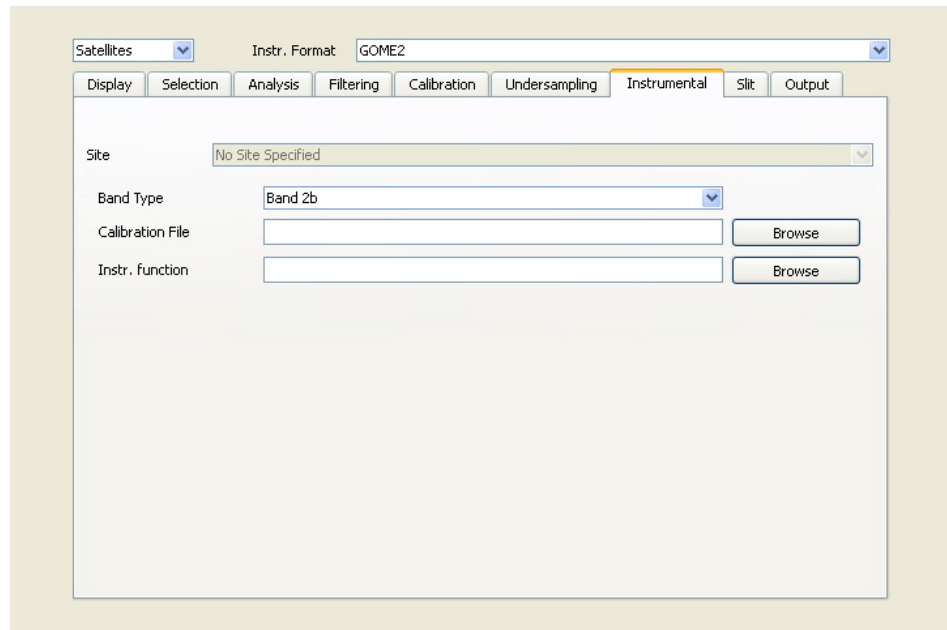 Satellites Instr. Format GOME2
Display Selection Analysis Filtering Calibration Undersampling Instrumental Slit Output
Site No Site Specified
Band Type Band 2b
Calibration File Browse
Instr. function Browse